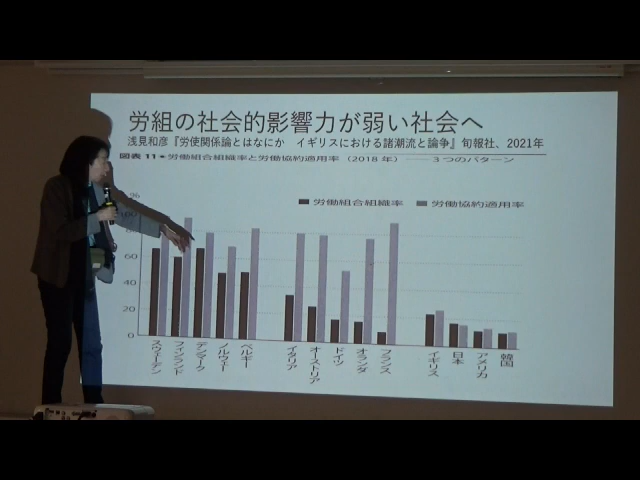 労組の社会的影響力が弱い社会へ
浅見和彦『労使関係論とはなにか イギリスにおける諸潮流と論争』旬報社、2021年
図表 11●労働組合組織率と労働協約適用率 （2018 年） ——3 つのパターン
%
■労働組合組織率 ■労働協約適用率
80
60
40
20
0
スウェーデン
フィンランド
デンマーク
ノルウェー
ベルギー
イタリア
オーストリア
ドイツ
オランダ
フランス
イギリス
日本
アメリカ
韓国